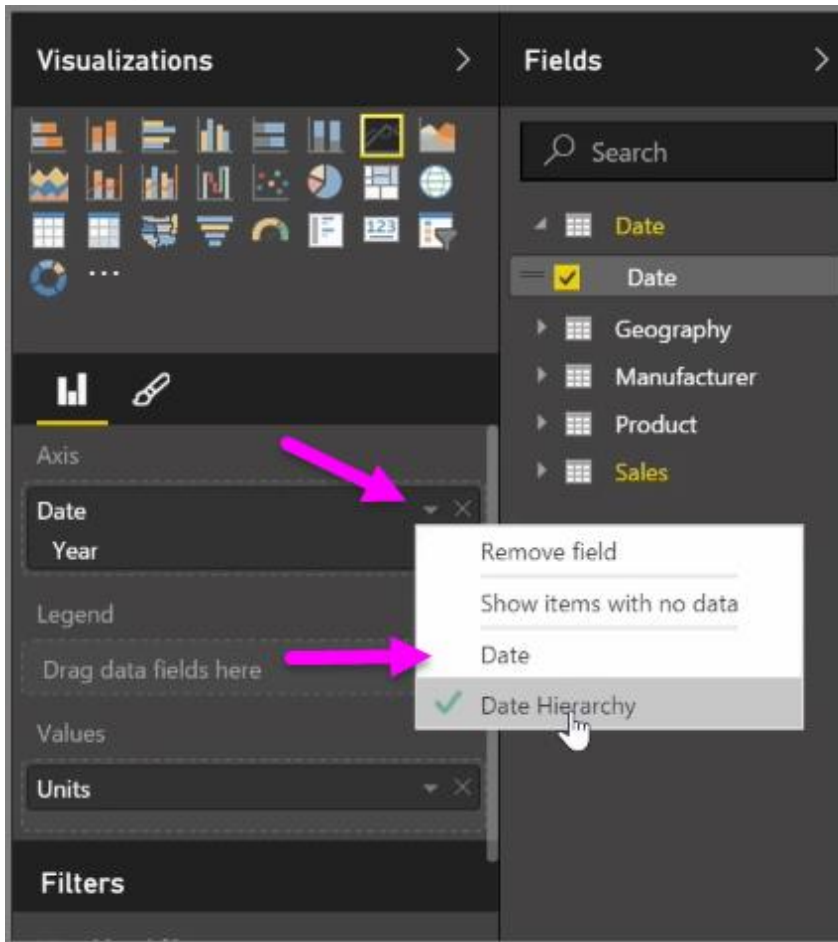 Visualizations
Fields
Search
123
Date
Date
Geography
Manufacturer
Product
Sales
Axis
Date
Year
Legend
Drag data fields here
Values
Units
Remove field
Show items with no data
Date
Date Hierarchy
Filters